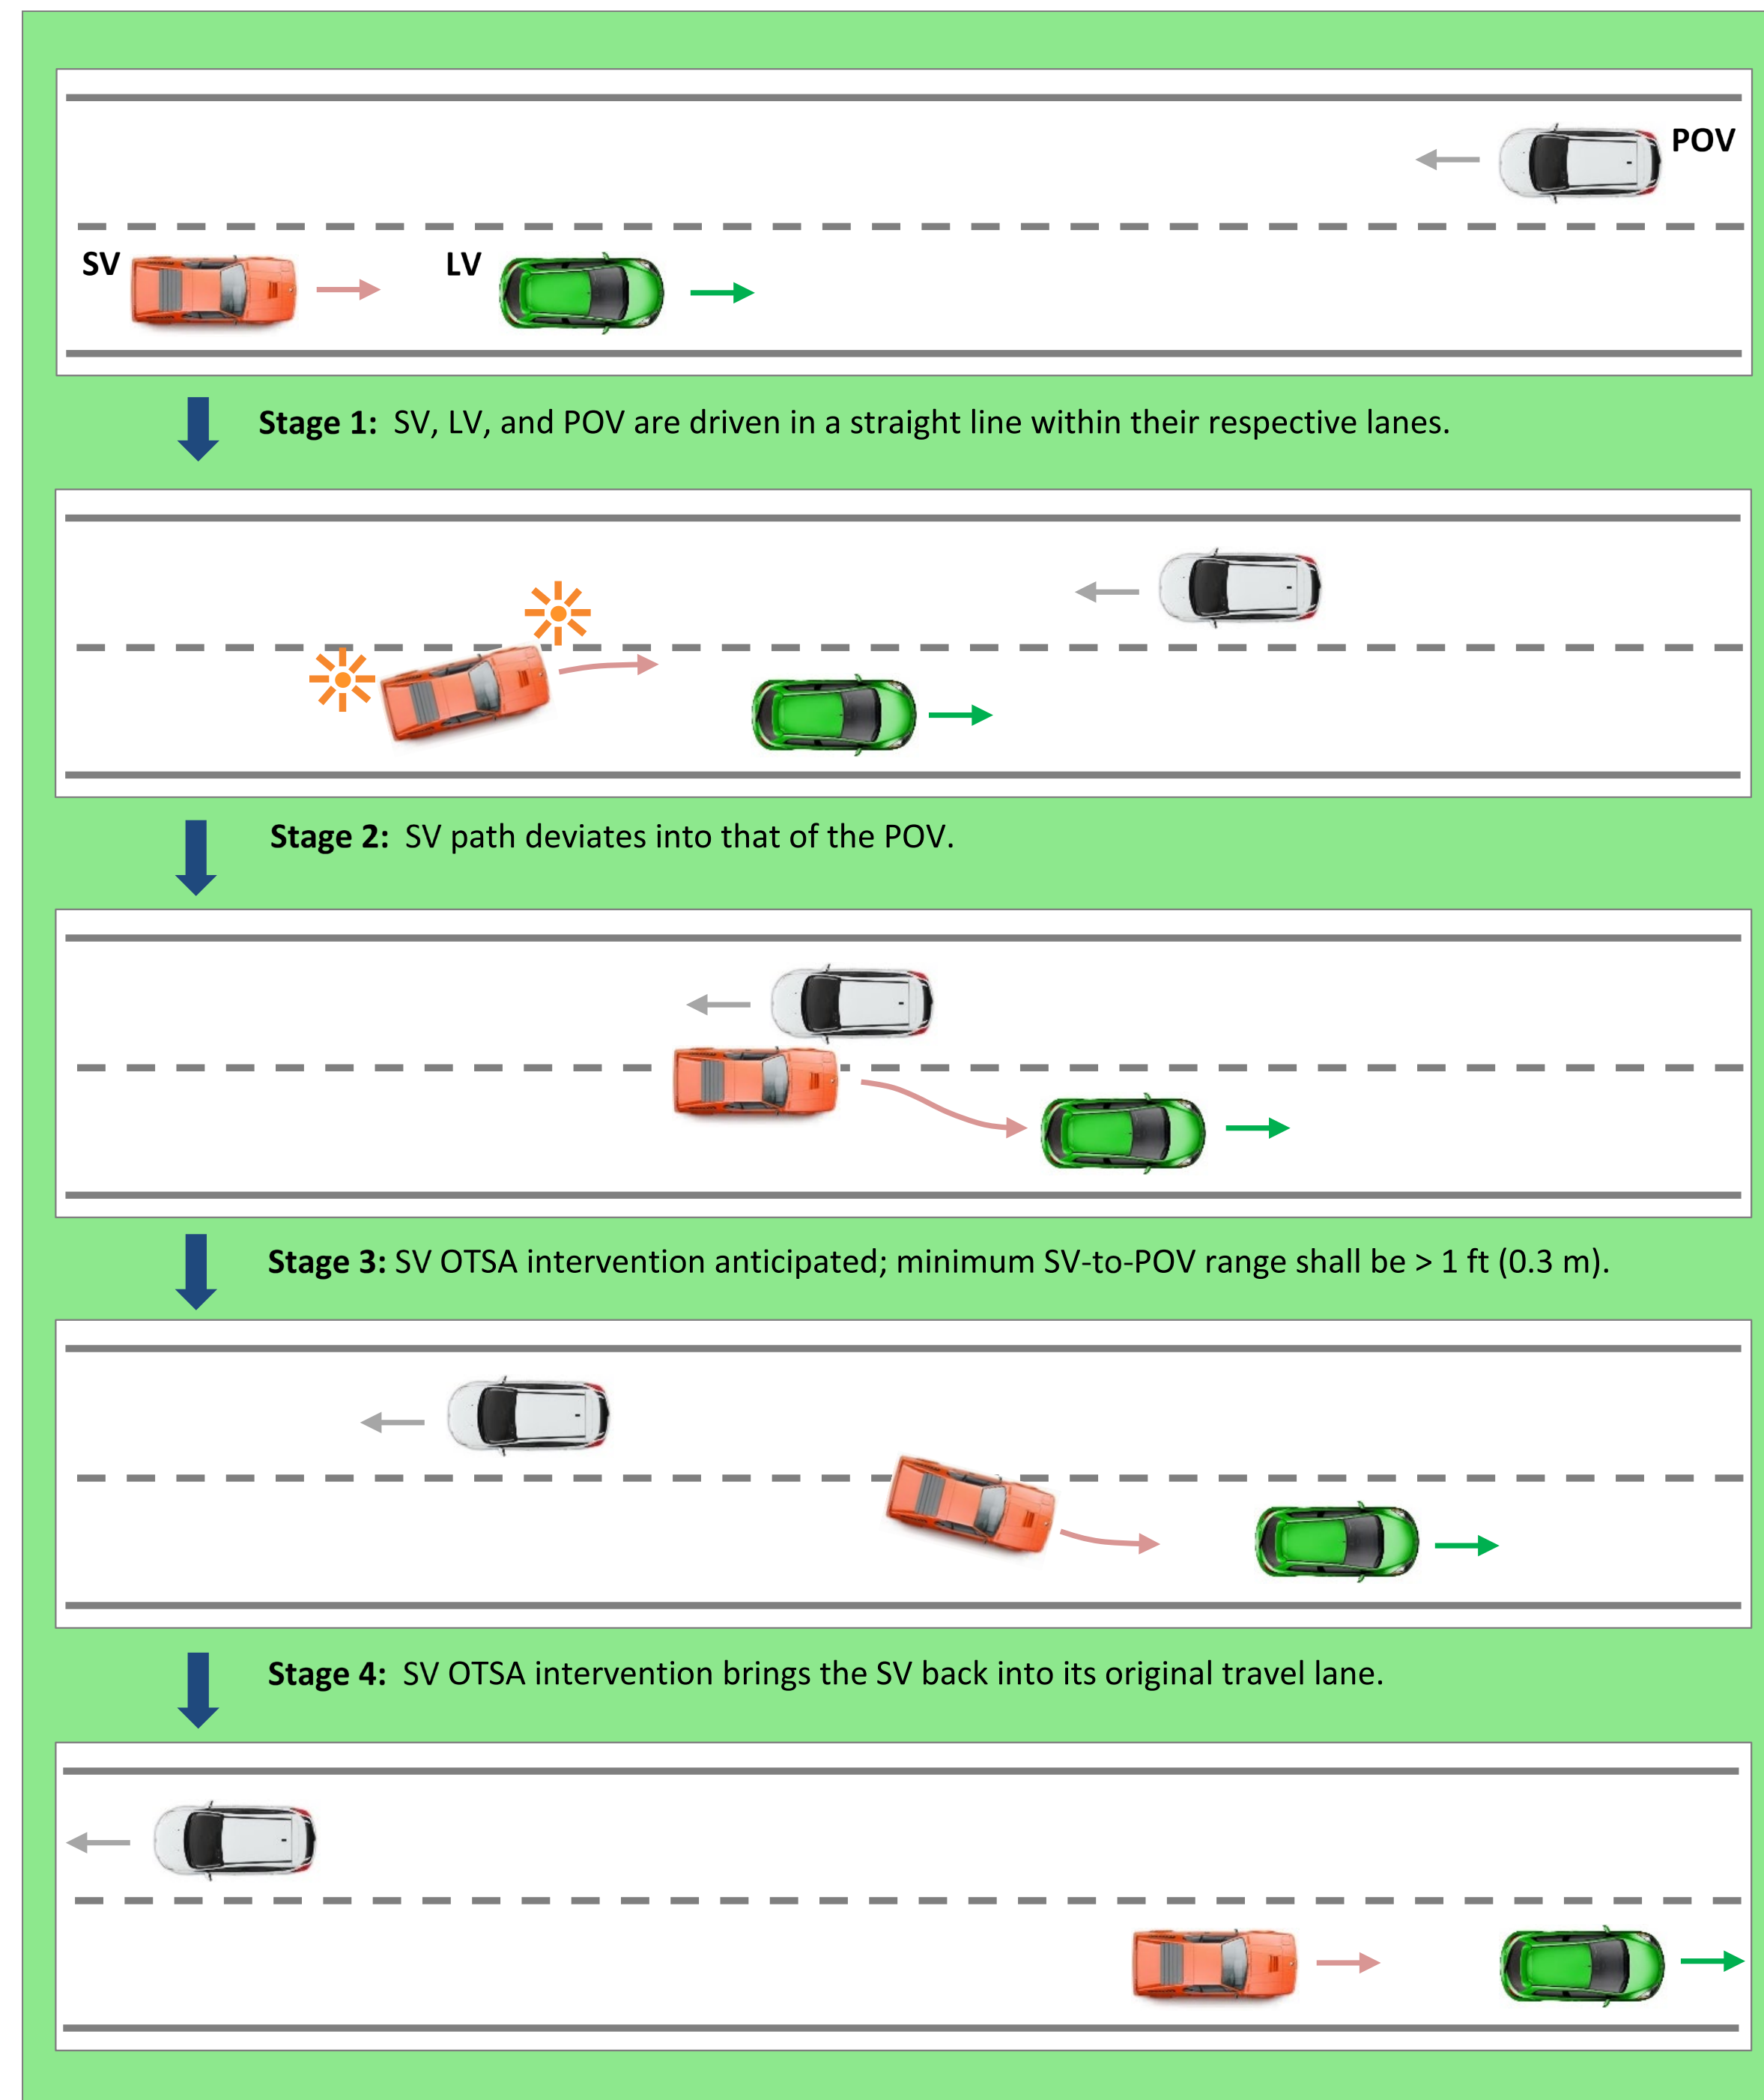 POV
SV
LV
Stage 1: SV, LV, and POV are driven in a straight line within their respective lanes.
Stage 2: SV path deviates into that of the POV.
Stage 3: SV OTSA intervention anticipated; minimum SV-to-POV range shall be > 1 ft (0.3 m).
Stage 4: SV OTSA intervention brings the SV back into its original travel lane.